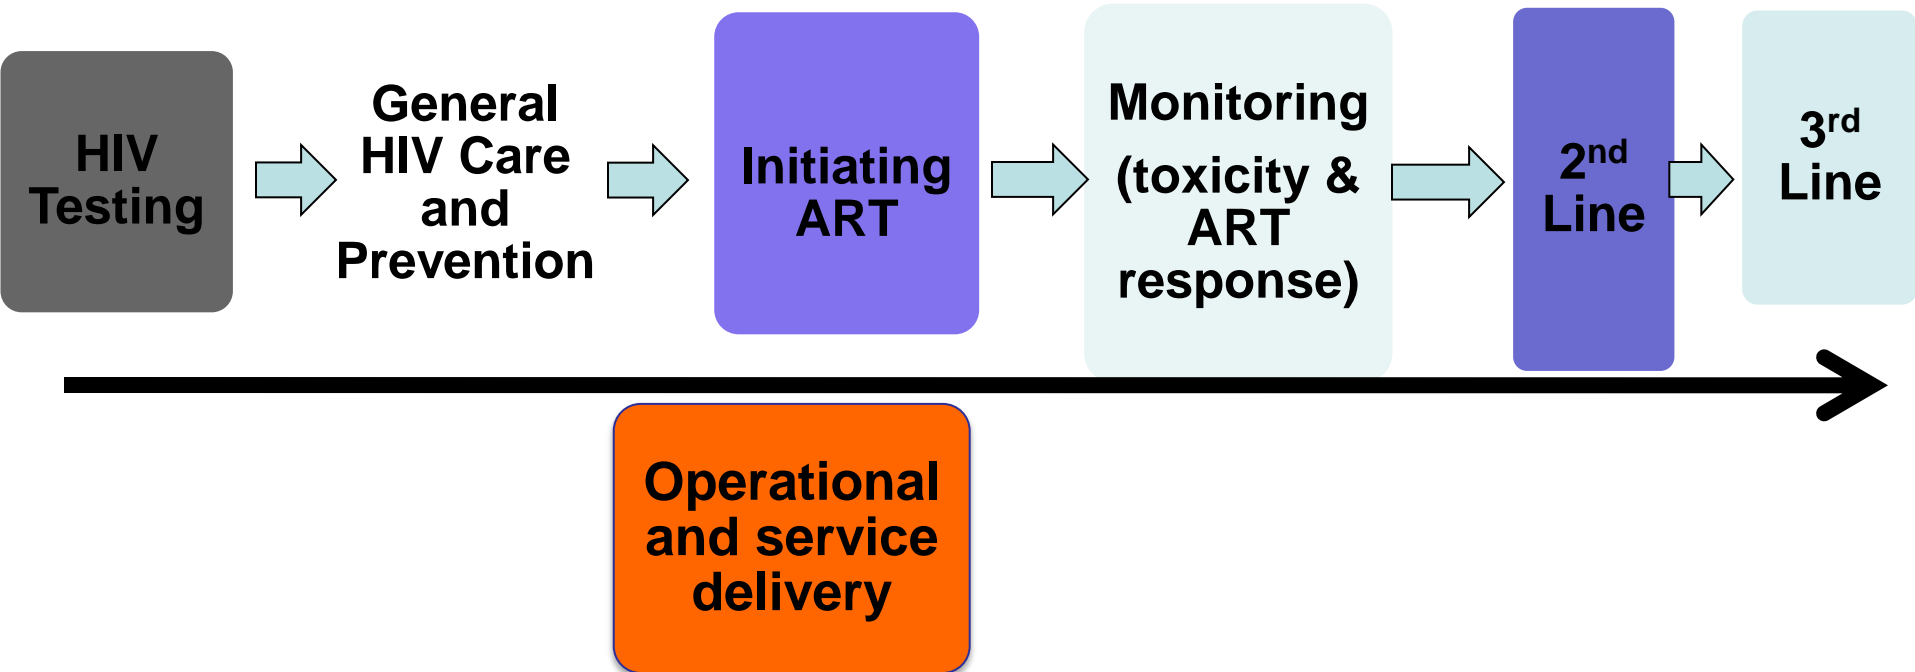 HIV
Testing
General
HIV Care
and
Prevention
Initiating
ART
Monitoring
(toxicity &
ART
response)
2nd
Line
3rd
Line
Operational
and service
delivery